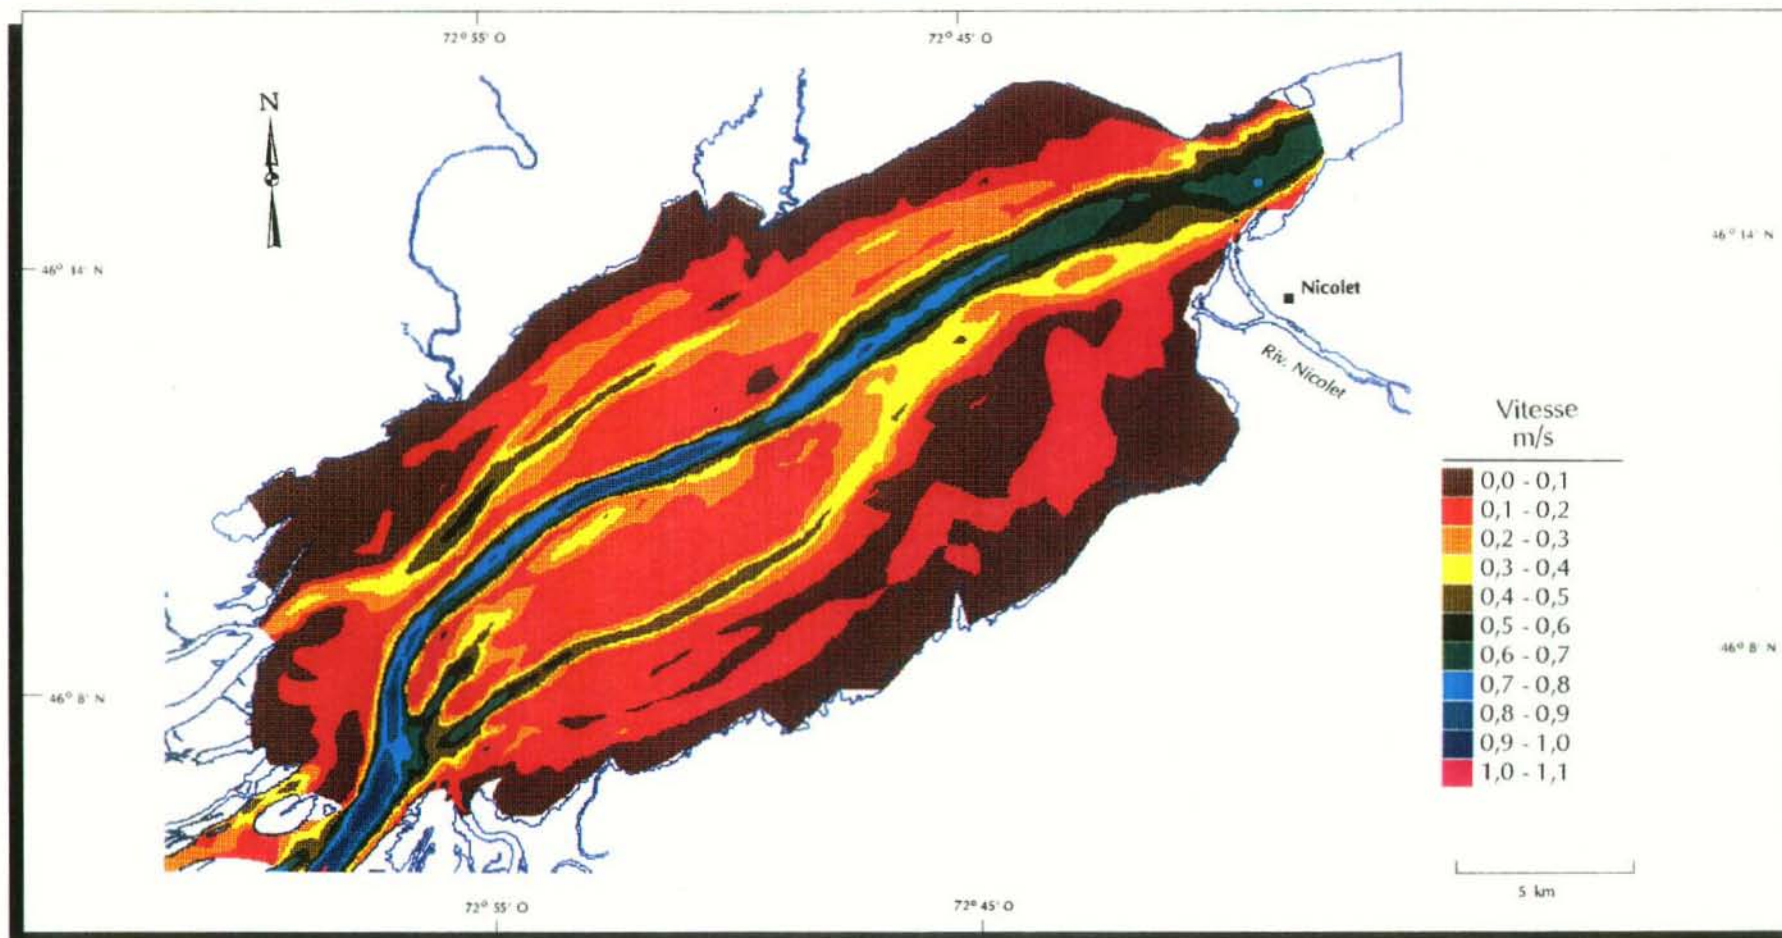 72° 55' O
72° 45' O
N
46° 14' N
46° 14' N
Nicolet
Riv. Nicolet
Vitesse
m/s
0,0 - 0,1
0,1 - 0,2
0,2 - 0,3
0,3 - 0,4
0,4 - 0,5
0,5 - 0,6
0,6 - 0,7
0,7 - 0,8
0,8 - 0,9
0,9 - 1,0
1,0 - 1,1
46° 8' N
46° 8' N
5 km
72° 55' O
72° 45' O